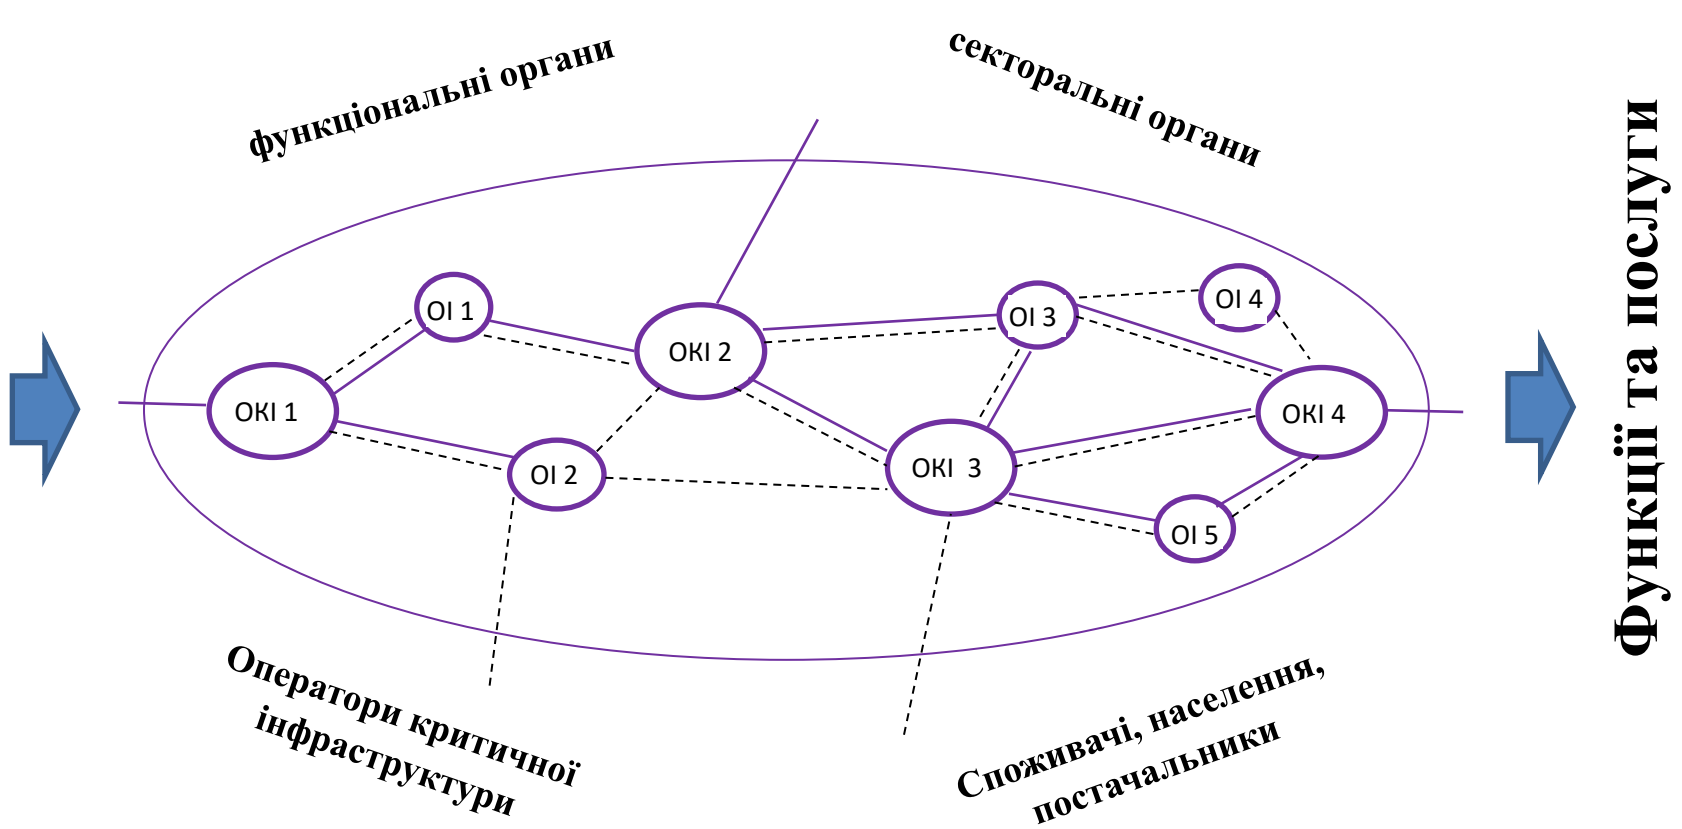 функціональні органи
секторальні органи
ОІ 1
ОКІ 2
ОІ 3
ОІ 4
ОКІ 1
ОІ 2
ОКІ 3
ОКІ 4
ОІ 5
Оператори критичної
інфраструктури
Споживачі, населення,
постачальники
Функції та послуги